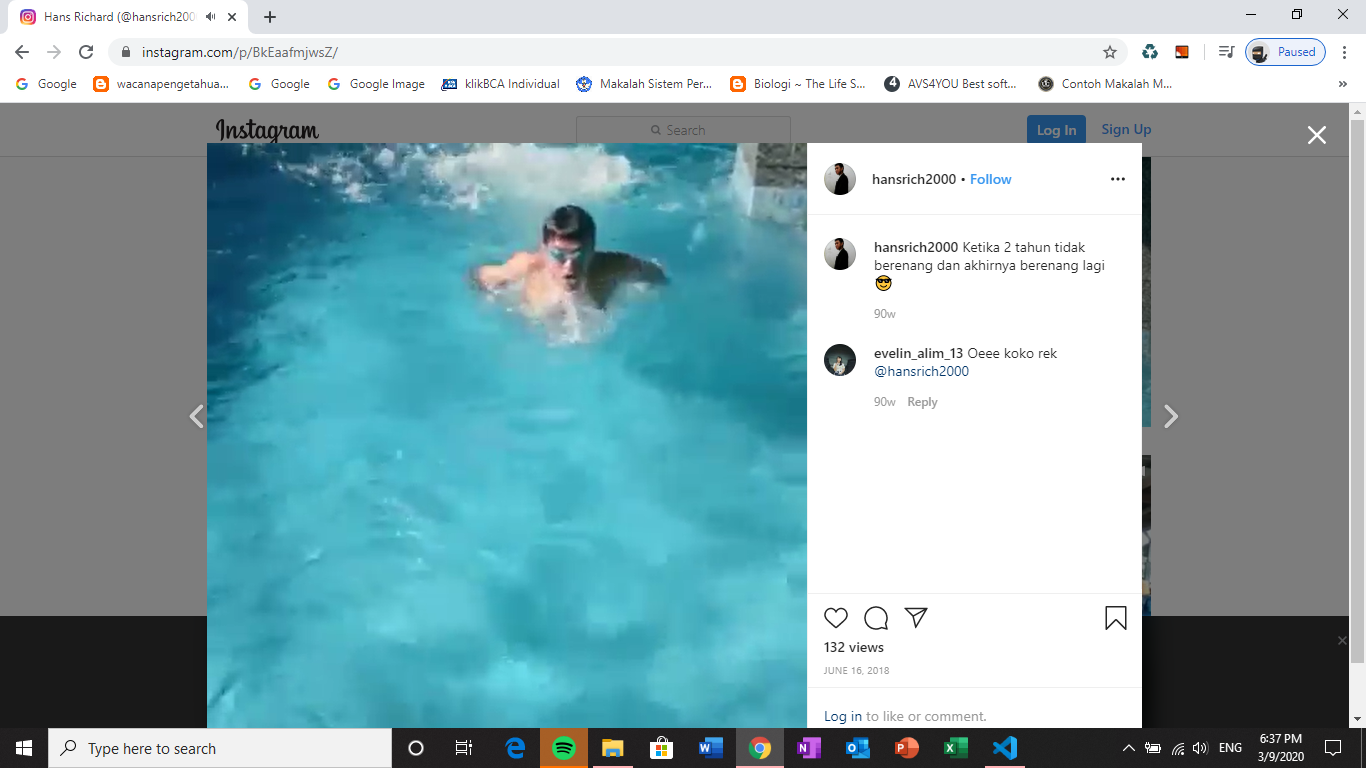 Hans Richard (@hansrich200
instagram.com/p/BkEaafmjwsZ/
Paused
Google
wacanapengetahua...
Google
Google Image
klikBCA Individual
Makalah Sistem Per...
Biologi ~ The Life S...
AVS4YOU Best soft...
Contoh Makalah M...
»
Instagram
Search
Log In
Sign Up
hansrich2000 • Follow
hansrich2000 Ketika 2 tahun tidak
berenang dan akhirnya berenang lagi
😎
90w
evelin_alim_13 Oeee koko rek
@hansrich2000
90w Reply
132 views
JUNE 16, 2018
Log in to like or comment.
Type here to search
ENG
6:37 PM
3/9/2020